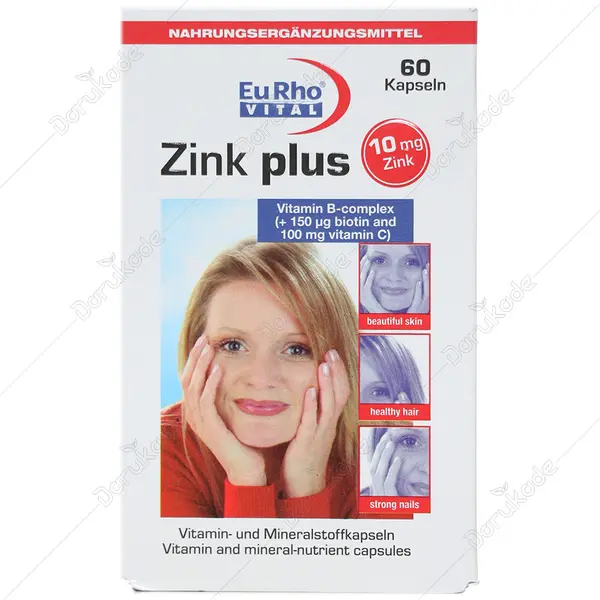 NAHRUNGSERGÄNZUNGSMITTEL
60
Kapseln
EuRho®
VITAL
Zink plus
10 mg
Zink
Vitamin B-complex
(+ 150 µg biotin and
100 mg vitamin C)
beautiful skin
healthy hair
strong nails
Vitamin- und Mineralstoffkapseln
Vitamin and mineral-nutrient capsules
Dorukade